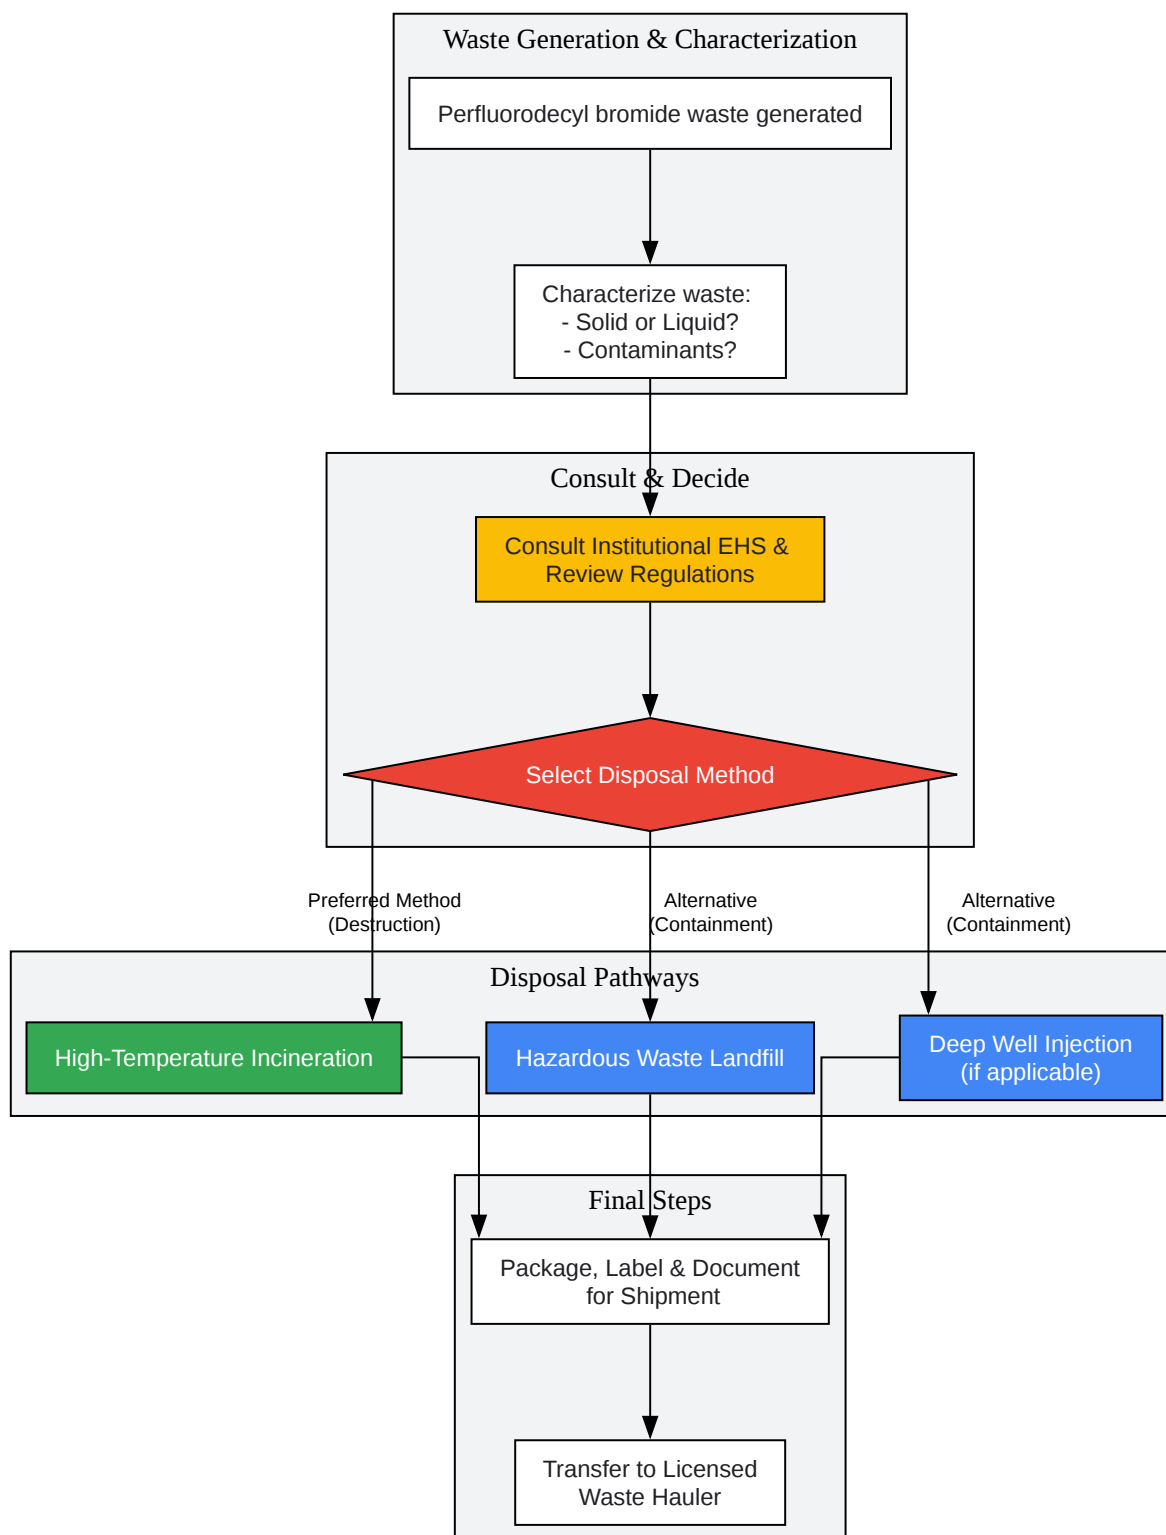 Waste Generation & Characterization
Perfluorodecyl bromide waste generated
Characterize waste:
- Solid or Liquid?
- Contaminants?
Consult & Decide
Consult Institutional EHS &
Review Regulations
Select Disposal Method
Preferred Method
(Destruction)
Alternative
(Containment)
Alternative
(Containment)
Disposal Pathways
High-Temperature Incineration
Hazardous Waste Landfill
Deep Well Injection
(if applicable)
Final Steps
Package, Label & Document
for Shipment
Transfer to Licensed
Waste Hauler